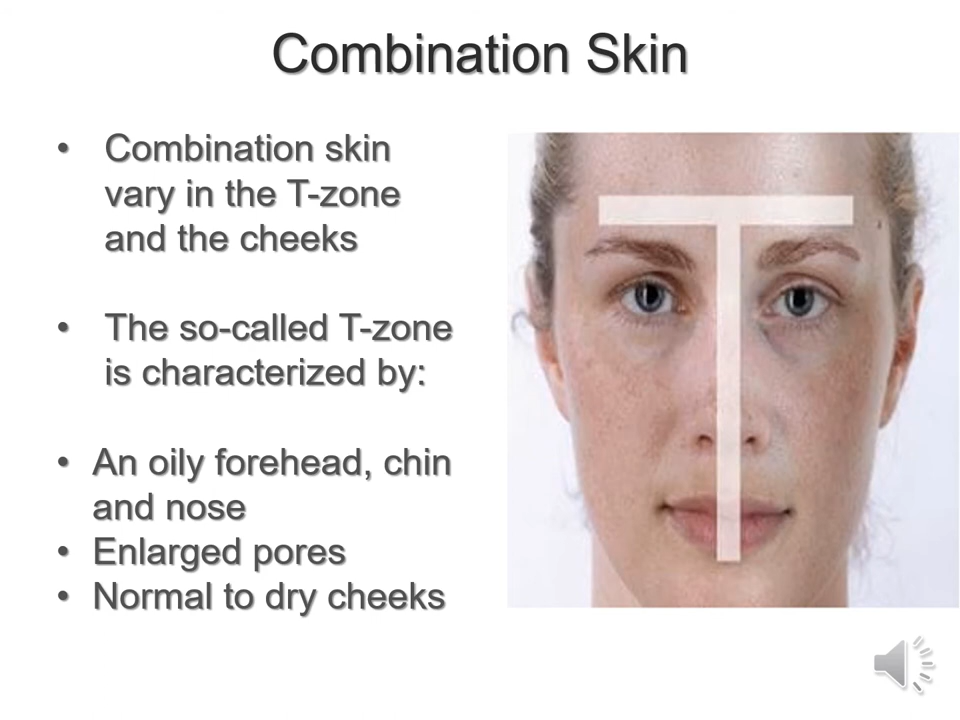 Combination Skin
• Combination skin
vary in the T-zone
and the cheeks
• The so-called T-zone
is characterized by:
• An oily forehead, chin
and nose
• Enlarged pores
• Normal to dry cheeks